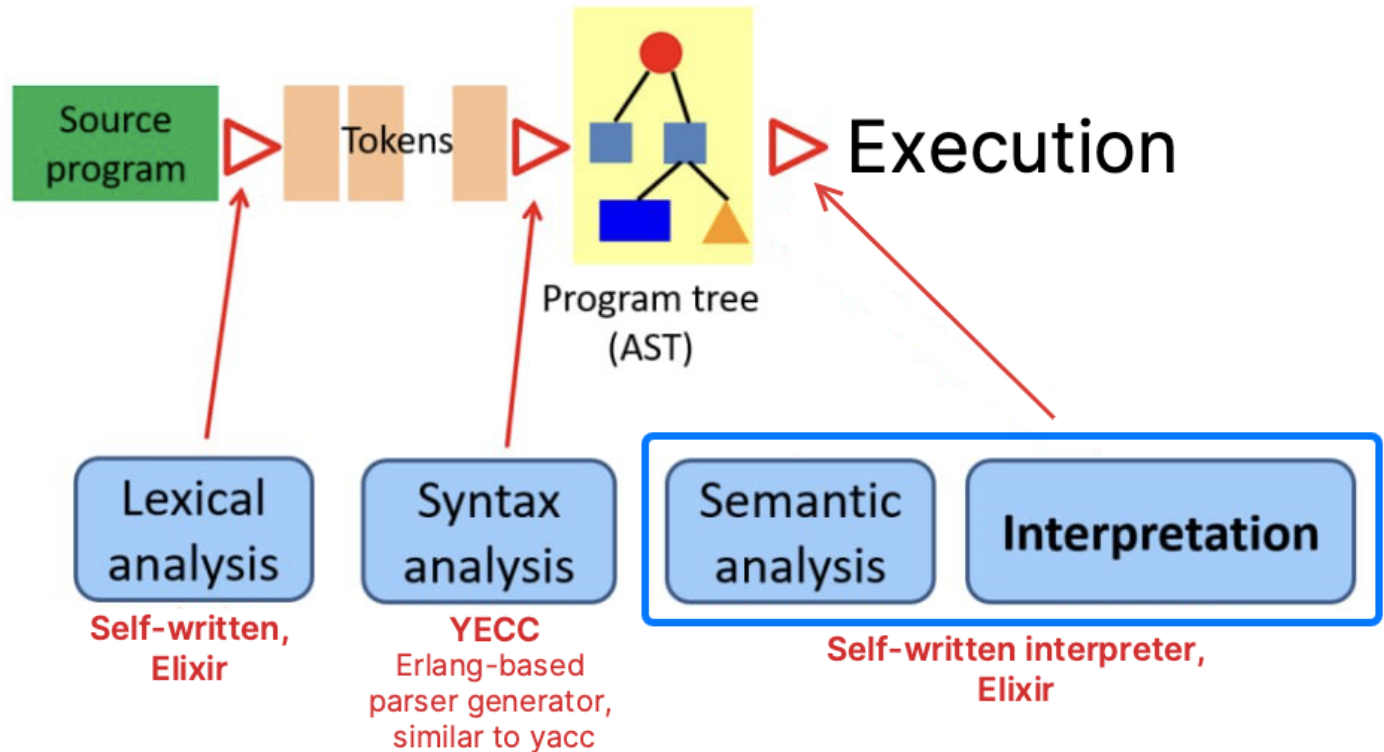 Source
program
Tokens
Execution
Program tree
(AST)
Lexical
analysis
Self-written,
Elixir
Syntax
analysis
YECC
Erlang-based
parser generator,
similar to yacc
Semantic
analysis
Interpretation
Self-written interpreter,
Elixir